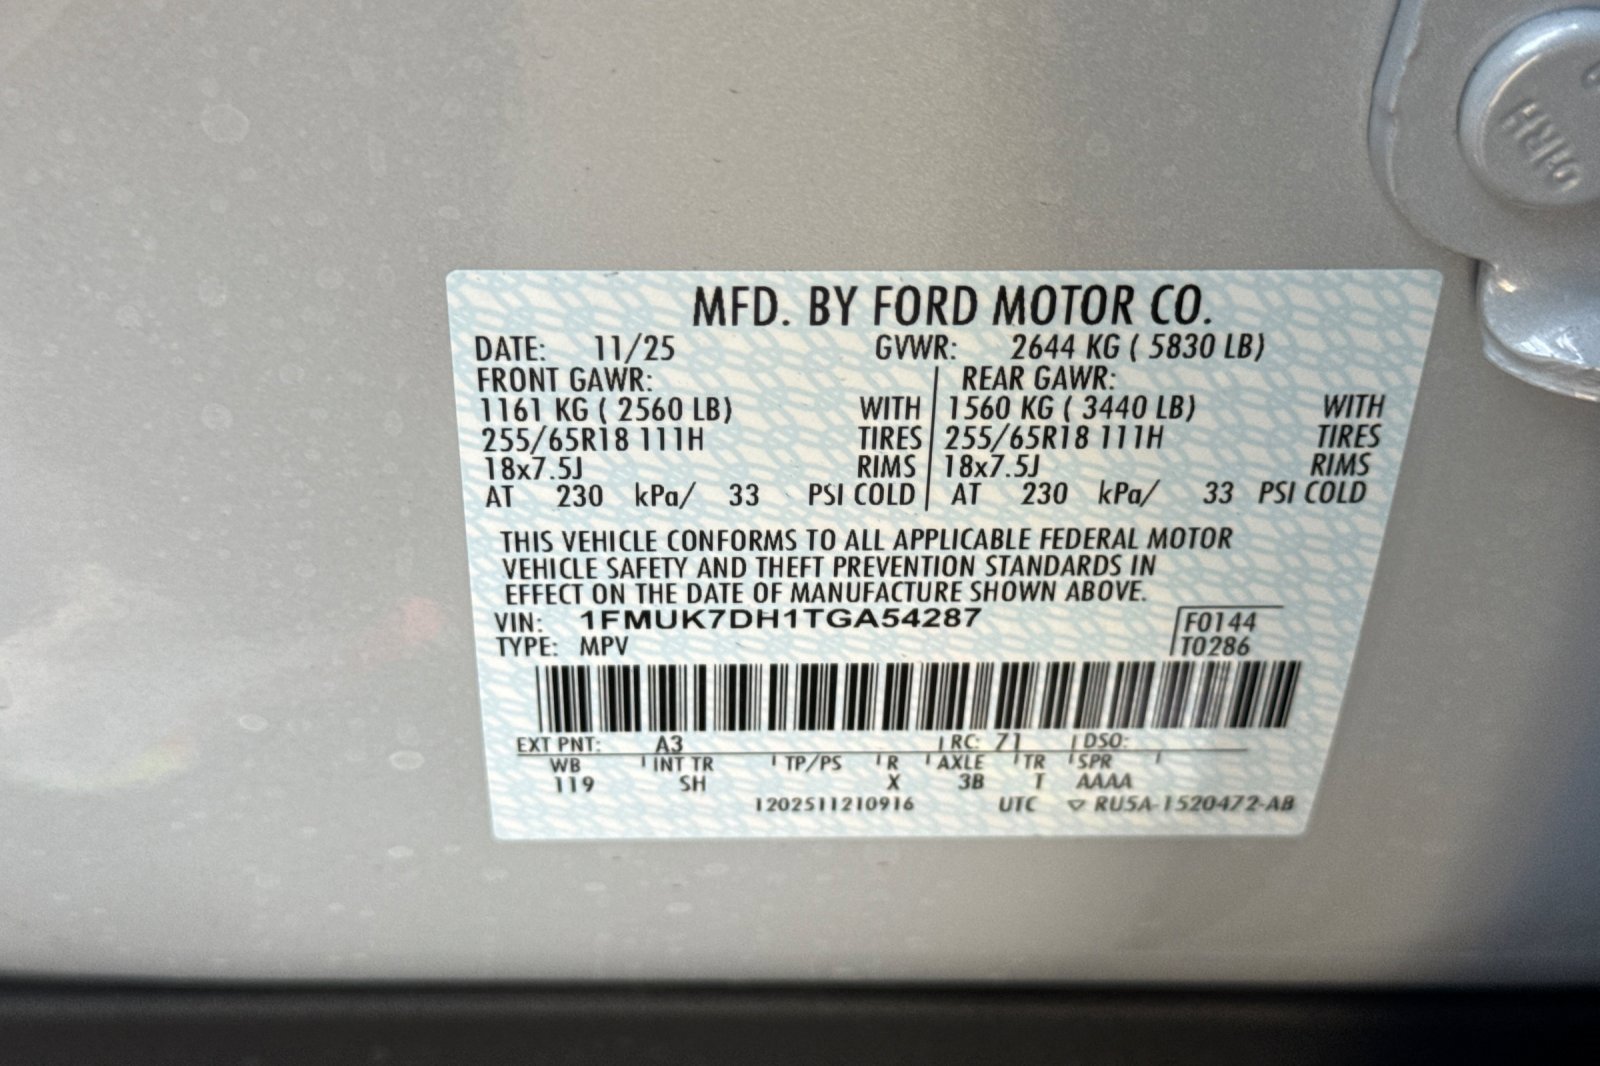 MFD. BY FORD MOTOR CO.
DATE: 11/25 GVWR: 2644 KG ( 5830 LB)
FRONT GAWR: REAR GAWR:
1161 KG ( 2560 LB) WITH 1560 KG ( 3440 LB) WITH
255/65R18 111H TIRES 255/65R18 111H TIRES
18x7.5J RIMS 18x7.5J RIMS
AT 230 kPa/ 33 PSI COLD AT 230 kPa/ 33 PSI COLD
THIS VEHICLE CONFORMS TO ALL APPLICABLE FEDERAL MOTOR
VEHICLE SAFETY AND THEFT PREVENTION STANDARDS IN
EFFECT ON THE DATE OF MANUFACTURE SHOWN ABOVE.
VIN: 1FMUK7DH1TGA54287 F0144
TYPE: MPV T0286
EXT PNT: A3 RC: 71 DSO:
WB INT TR TP/PS R AXLE TR SPR
119 SH X 3B T AAAA
1202511210916 UTC ▽ RU5A-1520472-AB